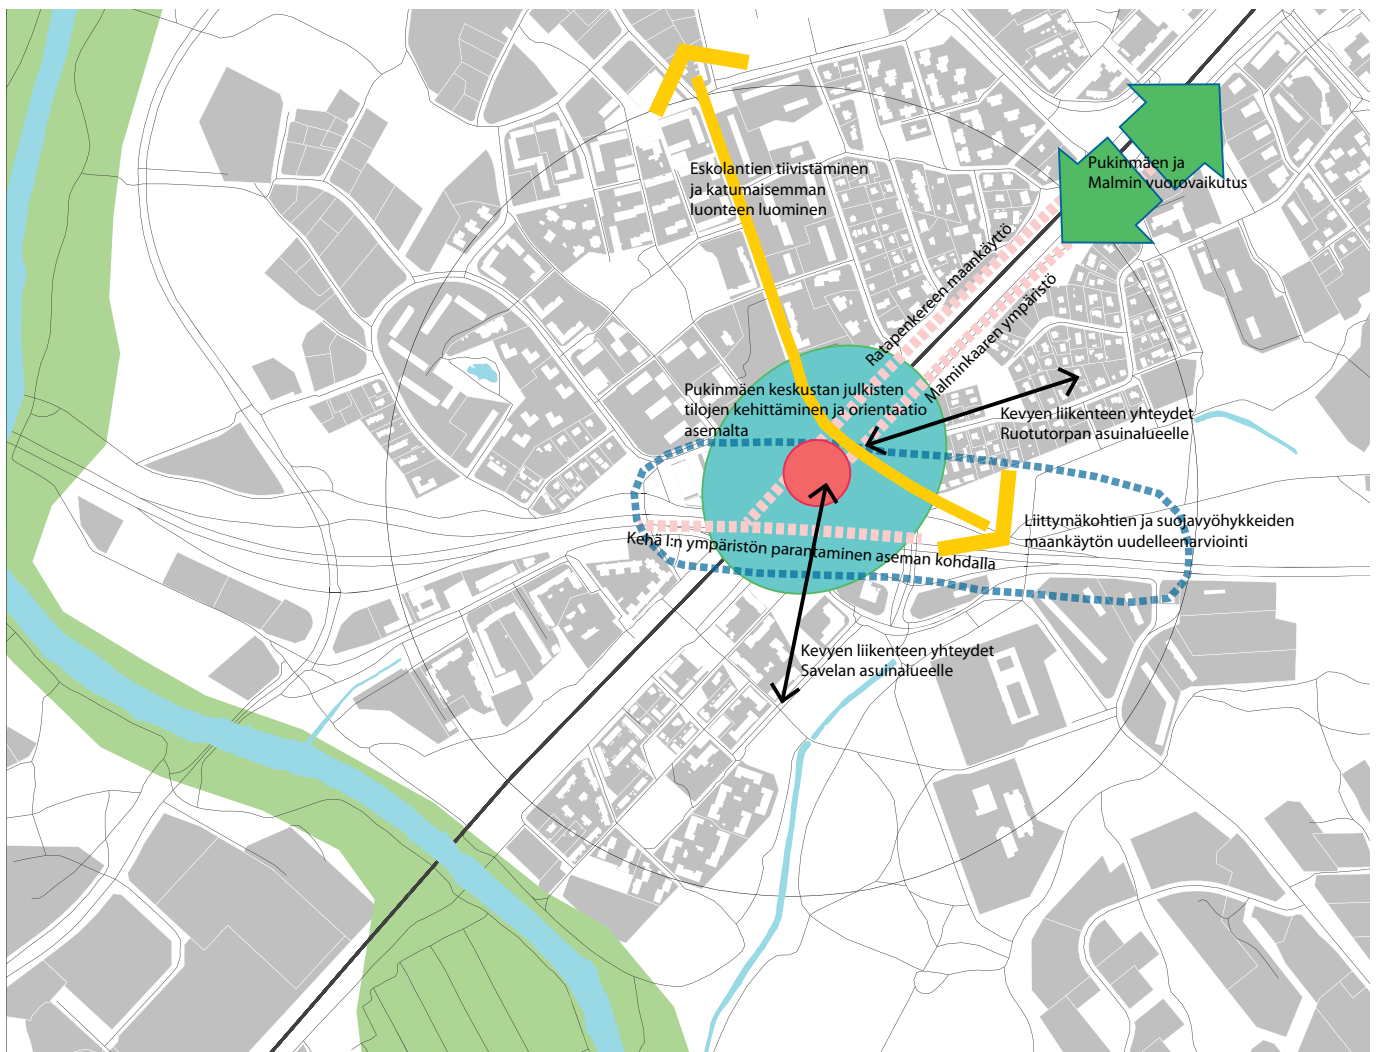 Pukinmäen ja
Malmin vuorovaikutus
Eskolantien tiivistäminen
ja katumaisemman
luonteen luominen
Ratapenkereen maankäyttö
Malminkaaren ympäristö
Pukinmäen keskustan julkisten
tilojen kehittäminen ja orientaatio
asemalta
Kevyen liikenteen yhteydet
Ruotutorpan asuinalueelle
Liittymäkohtien ja suojavyöhykkeiden
maankäytön uudelleenarviointi
Kehä I:n ympäristön parantaminen aseman kohdalla
Kevyen liikenteen yhteydet
Savelan asuinalueelle